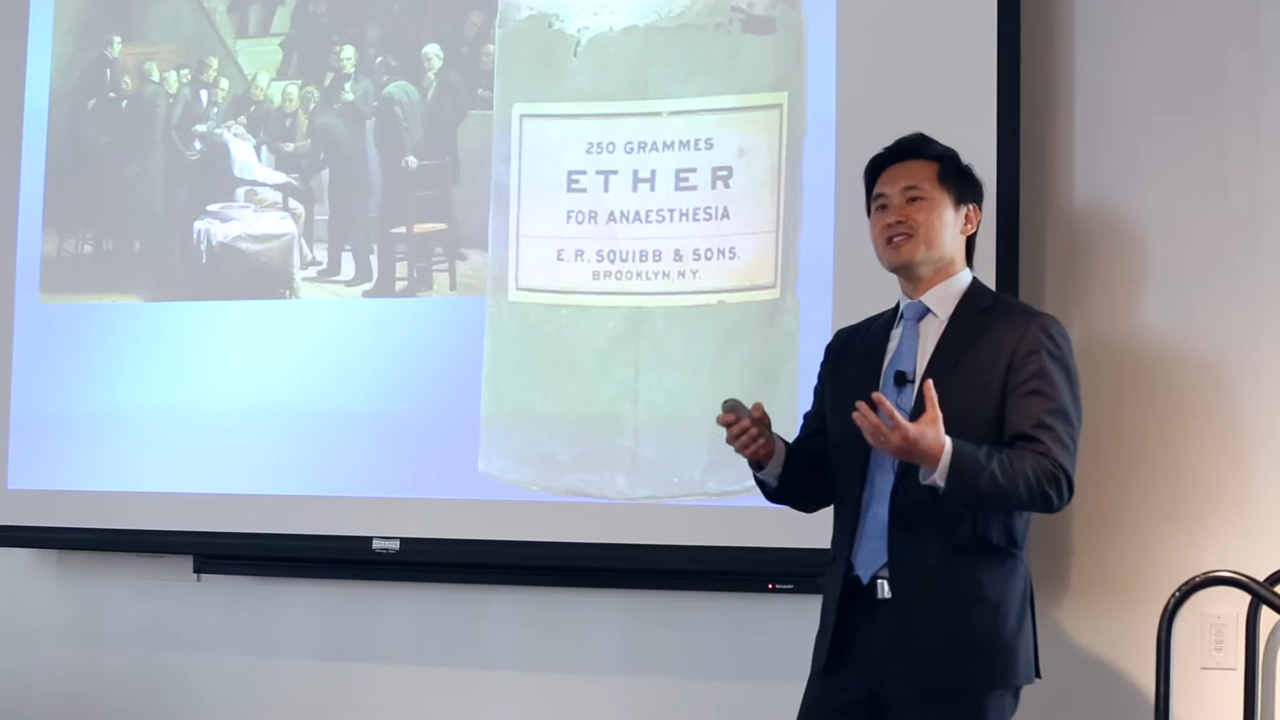 250 GRAMMES
ETHER
FOR ANAESTHESIA
E. R. SQUIBB & SONS.
BROOKLYN, N.Y.